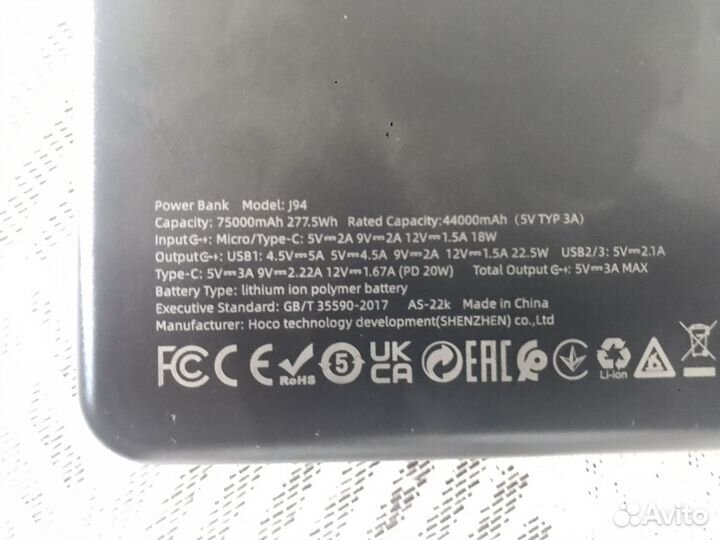 Power Bank Model: J94
Capacity: 75000mAh 277.5Wh Rated Capacity:44000mAh (5V TYP 3A)
Input: Micro/Type-C: 5V⎓2A 9V⎓2A 12V⎓1.5A 18W
Output: USB1: 4.5V⎓5A 5V⎓4.5A 9V⎓2A 12V⎓1.5A 22.5W USB2/3: 5V⎓2.1A
Type-C: 5V⎓3A 9V⎓2.22A 12V⎓1.67A (PD 20W) Total Output: 5V⎓3A MAX
Battery Type: lithium ion polymer battery
Executive Standard: GB/T 35590-2017 AS-22k Made in China
Manufacturer: Hoco technology development(SHENZHEN) co.,Ltd
FC CE RoHS 5 UK CA EAC Li-ion
Avito